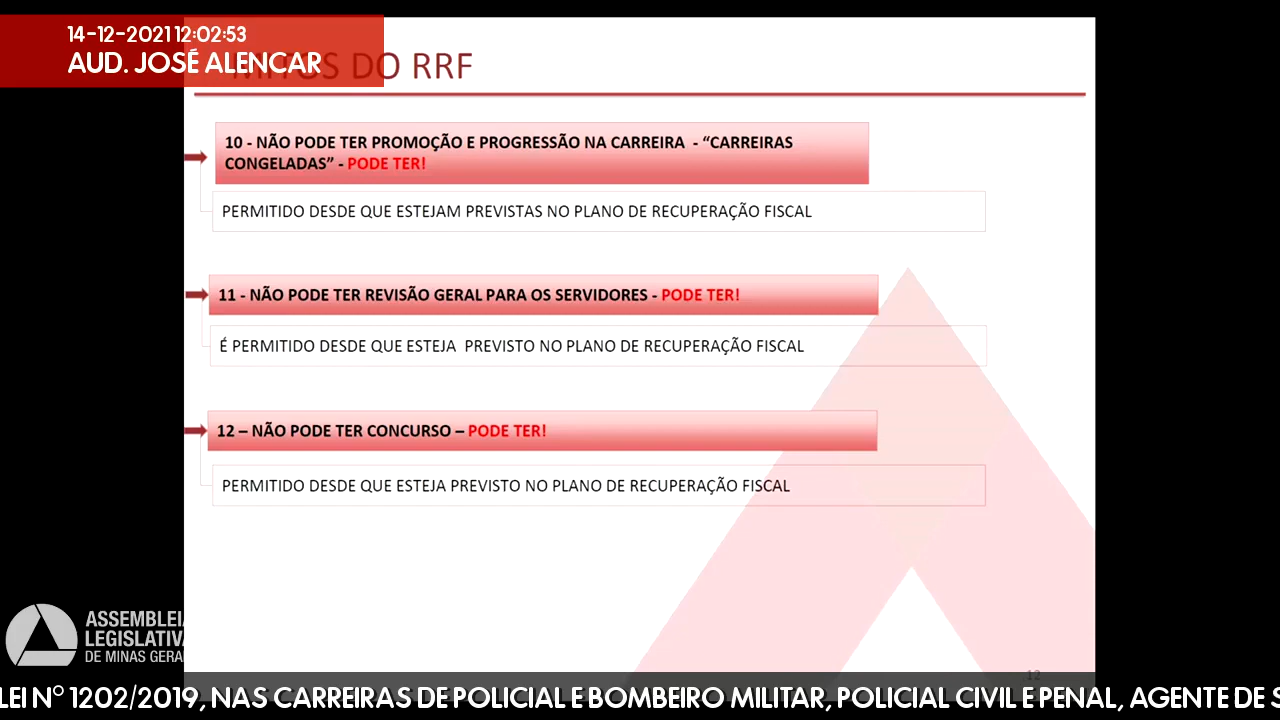 14-12-2021 12:02:53
AUD. JOSÉ ALENCAR
MITOS DO RRF
10 - NÃO PODE TER PROMOÇÃO E PROGRESSÃO NA CARREIRA - “CARREIRAS
CONGELADAS” - PODE TER!
PERMITIDO DESDE QUE ESTEJAM PREVISTAS NO PLANO DE RECUPERAÇÃO FISCAL
11 - NÃO PODE TER REVISÃO GERAL PARA OS SERVIDORES - PODE TER!
É PERMITIDO DESDE QUE ESTEJA PREVISTO NO PLANO DE RECUPERAÇÃO FISCAL
12 – NÃO PODE TER CONCURSO – PODE TER!
PERMITIDO DESDE QUE ESTEJA PREVISTO NO PLANO DE RECUPERAÇÃO FISCAL
ASSEMBLEIA
LEGISLATIVA
DE MINAS GERAI
12
LEI N° 1202/2019, NAS CARREIRAS DE POLICIAL E BOMBEIRO MILITAR, POLICIAL CIVIL E PENAL, AGENTE DE S